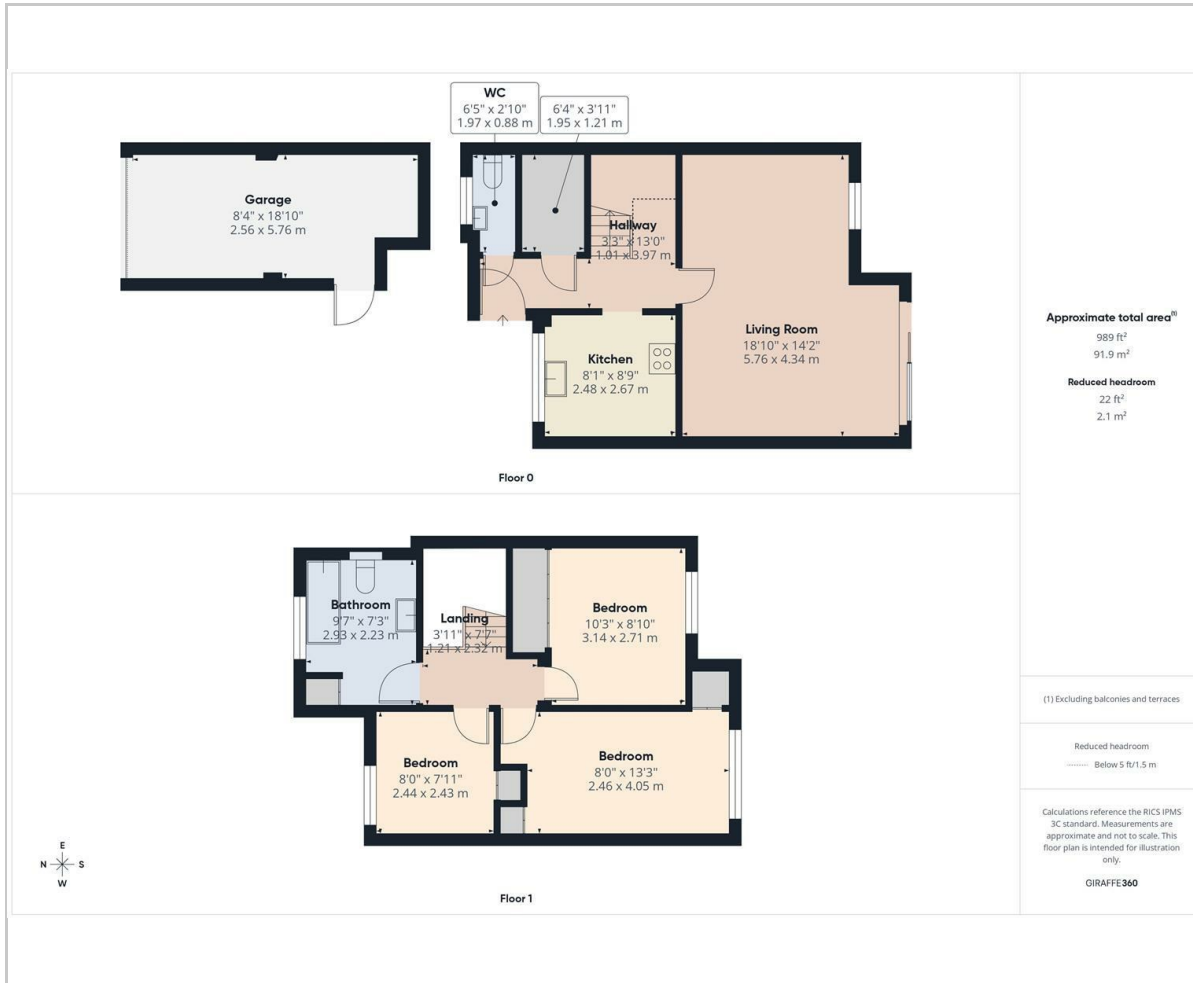 WC
6'5" x 2'10"
1.97 x 0.88 m
6'4" x 3'11"
1.95 x 1.21 m
Garage
8'4" x 18'10"
2.56 x 5.76 m
Hallway
3'3" x 13'0"
1.01 x 3.97 m
Living Room
18'10" x 14'2"
5.76 x 4.34 m
Kitchen
8'1" x 8'9"
2.48 x 2.67 m
Floor 0
Bathroom
9'7" x 7'3"
2.93 x 2.23 m
Landing
3'11" x 7'7"
1.21 x 2.32 m
Bedroom
10'3" x 8'10"
3.14 x 2.71 m
Bedroom
8'0" x 7'11"
2.44 x 2.43 m
Bedroom
8'0" x 13'3"
2.46 x 4.05 m
E
N S
W
Floor 1
Approximate total area⁽¹⁾
989 ft²
91.9 m²
Reduced headroom
22 ft²
2.1 m²
(1) Excluding balconies and terraces
Reduced headroom
Below 5 ft/1.5 m
Calculations reference the RICS IPMS
3C standard. Measurements are
approximate and not to scale. This
floor plan is intended for illustration
only.
GIRAFFE360